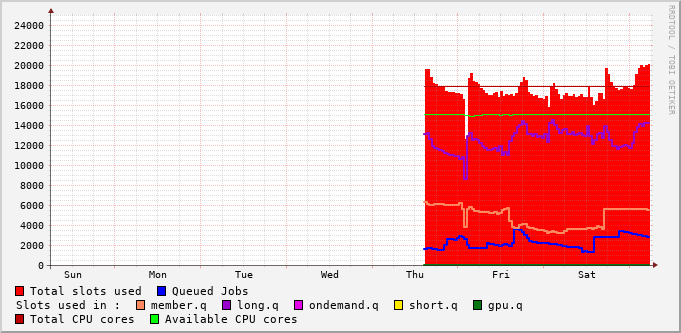 24000
22000
20000
18000
16000
14000
12000
10000
8000
6000
4000
2000
0
Sun Mon Tue Wed Thu Fri Sat
RRDTOOL / TOBI OETIKER
Total slots used Queued Jobs
Slots used in : member.q long.q ondemand.q short.q gpu.q
Total CPU cores Available CPU cores